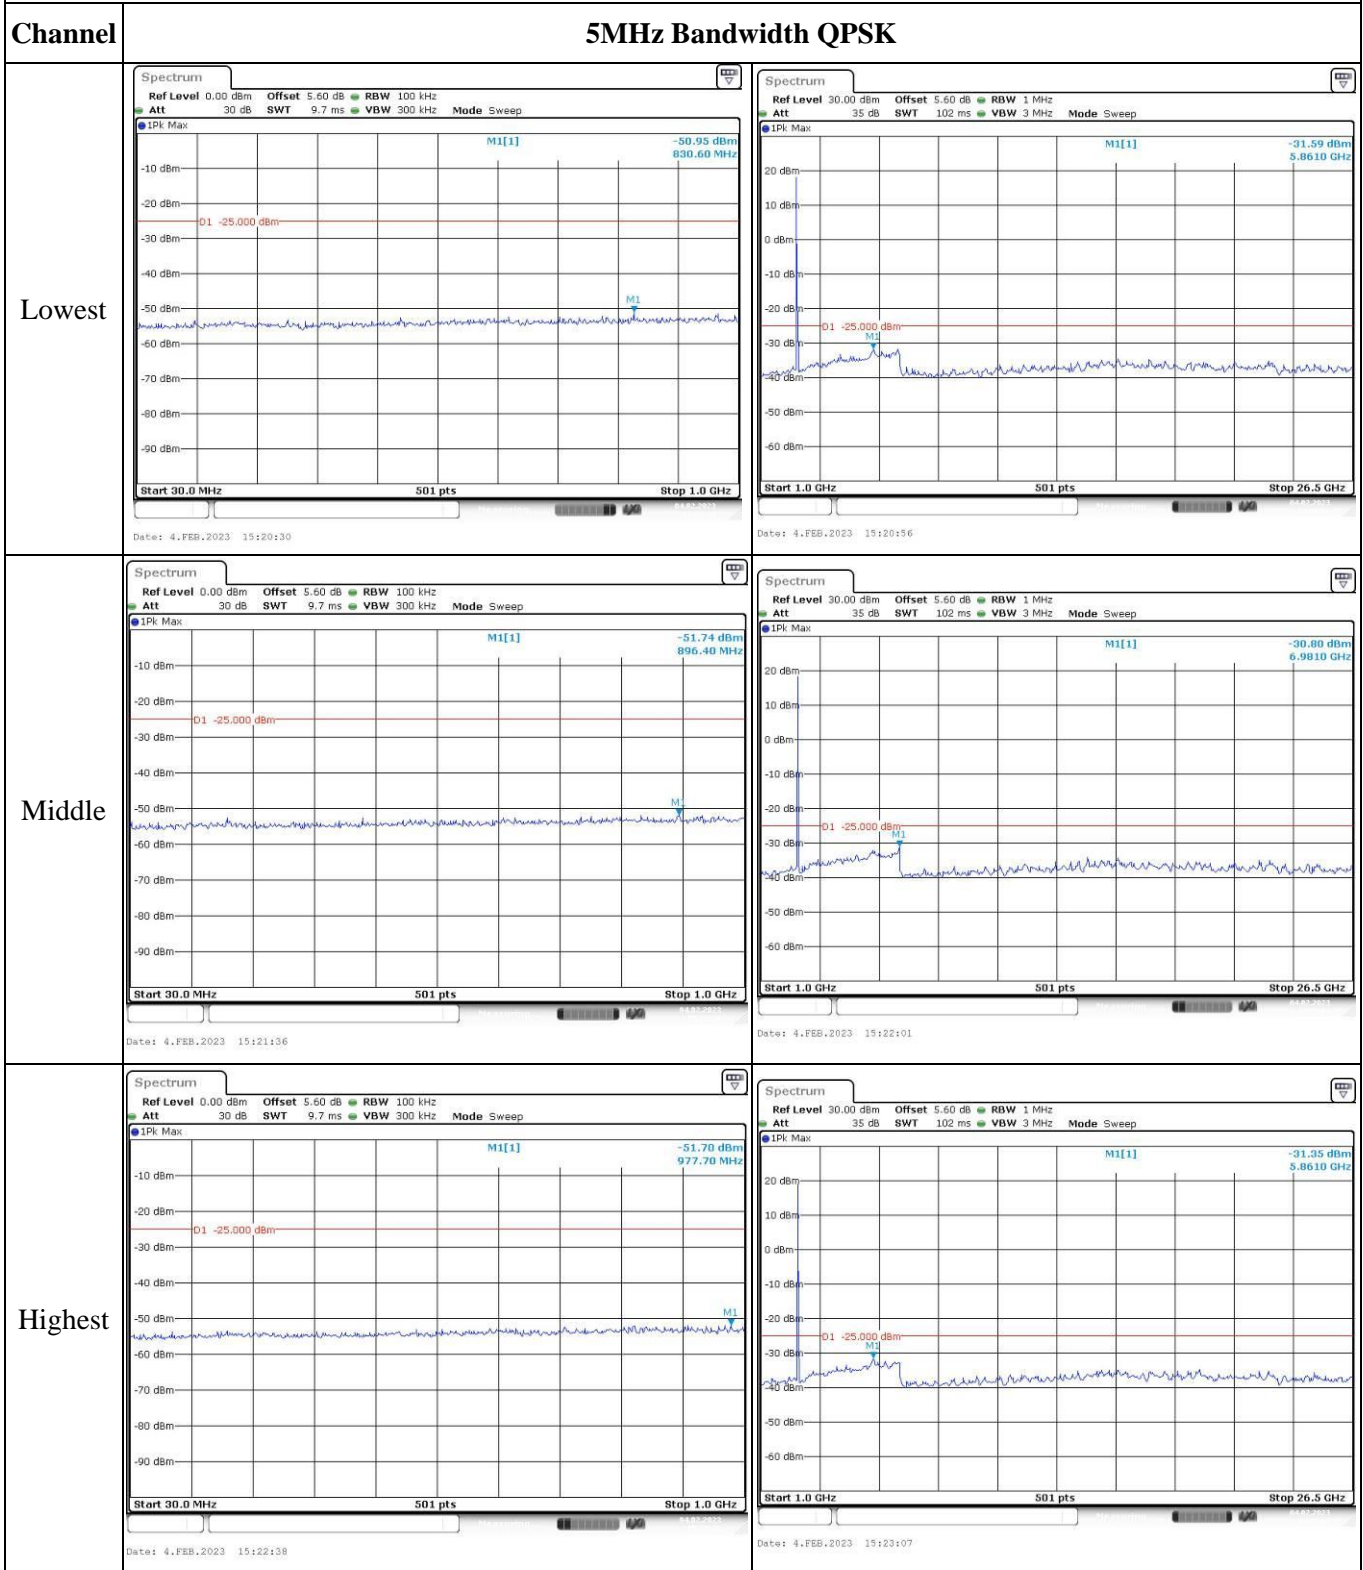 Channel 5MHz Bandwidth QPSK
Lowest
Spectrum
Ref Level 0.00 dBm Offset 5.60 dB RBW 100 kHz
Att 30 dB SWT 9.7 ms VBW 300 kHz Mode Sweep
1Pk Max
M1[1] -50.95 dBm
830.60 MHz
-10 dBm
-20 dBm
D1 -25.000 dBm
-30 dBm
-40 dBm
M1
-50 dBm
-60 dBm
-70 dBm
-80 dBm
-90 dBm
Start 30.0 MHz 501 pts Stop 1.0 GHz
Date: 4.FEB.2023 15:20:30
Spectrum
Ref Level 30.00 dBm Offset 5.60 dB RBW 1 MHz
Att 35 dB SWT 102 ms VBW 3 MHz Mode Sweep
1Pk Max
M1[1] -31.59 dBm
5.8610 GHz
20 dBm
10 dBm
0 dBm
-10 dBm
-20 dBm
D1 -25.000 dBm
M1
-30 dBm
-40 dBm
-50 dBm
-60 dBm
Start 1.0 GHz 501 pts Stop 26.5 GHz
Date: 4.FEB.2023 15:20:56
Middle
Spectrum
Ref Level 0.00 dBm Offset 5.60 dB RBW 100 kHz
Att 30 dB SWT 9.7 ms VBW 300 kHz Mode Sweep
1Pk Max
M1[1] -51.74 dBm
896.40 MHz
-10 dBm
-20 dBm
D1 -25.000 dBm
-30 dBm
-40 dBm
M1
-50 dBm
-60 dBm
-70 dBm
-80 dBm
-90 dBm
Start 30.0 MHz 501 pts Stop 1.0 GHz
Date: 4.FEB.2023 15:21:36
Spectrum
Ref Level 30.00 dBm Offset 5.60 dB RBW 1 MHz
Att 35 dB SWT 102 ms VBW 3 MHz Mode Sweep
1Pk Max
M1[1] -30.80 dBm
6.9810 GHz
20 dBm
10 dBm
0 dBm
-10 dBm
-20 dBm
D1 -25.000 dBm
M1
-30 dBm
-40 dBm
-50 dBm
-60 dBm
Start 1.0 GHz 501 pts Stop 26.5 GHz
Date: 4.FEB.2023 15:22:01
Highest
Spectrum
Ref Level 0.00 dBm Offset 5.60 dB RBW 100 kHz
Att 30 dB SWT 9.7 ms VBW 300 kHz Mode Sweep
1Pk Max
M1[1] -51.70 dBm
977.70 MHz
-10 dBm
-20 dBm
D1 -25.000 dBm
-30 dBm
-40 dBm
M1
-50 dBm
-60 dBm
-70 dBm
-80 dBm
-90 dBm
Start 30.0 MHz 501 pts Stop 1.0 GHz
Date: 4.FEB.2023 15:22:38
Spectrum
Ref Level 30.00 dBm Offset 5.60 dB RBW 1 MHz
Att 35 dB SWT 102 ms VBW 3 MHz Mode Sweep
1Pk Max
M1[1] -31.35 dBm
5.8610 GHz
20 dBm
10 dBm
0 dBm
-10 dBm
-20 dBm
D1 -25.000 dBm
M1
-30 dBm
-40 dBm
-50 dBm
-60 dBm
Start 1.0 GHz 501 pts Stop 26.5 GHz
Date: 4.FEB.2023 15:23:07